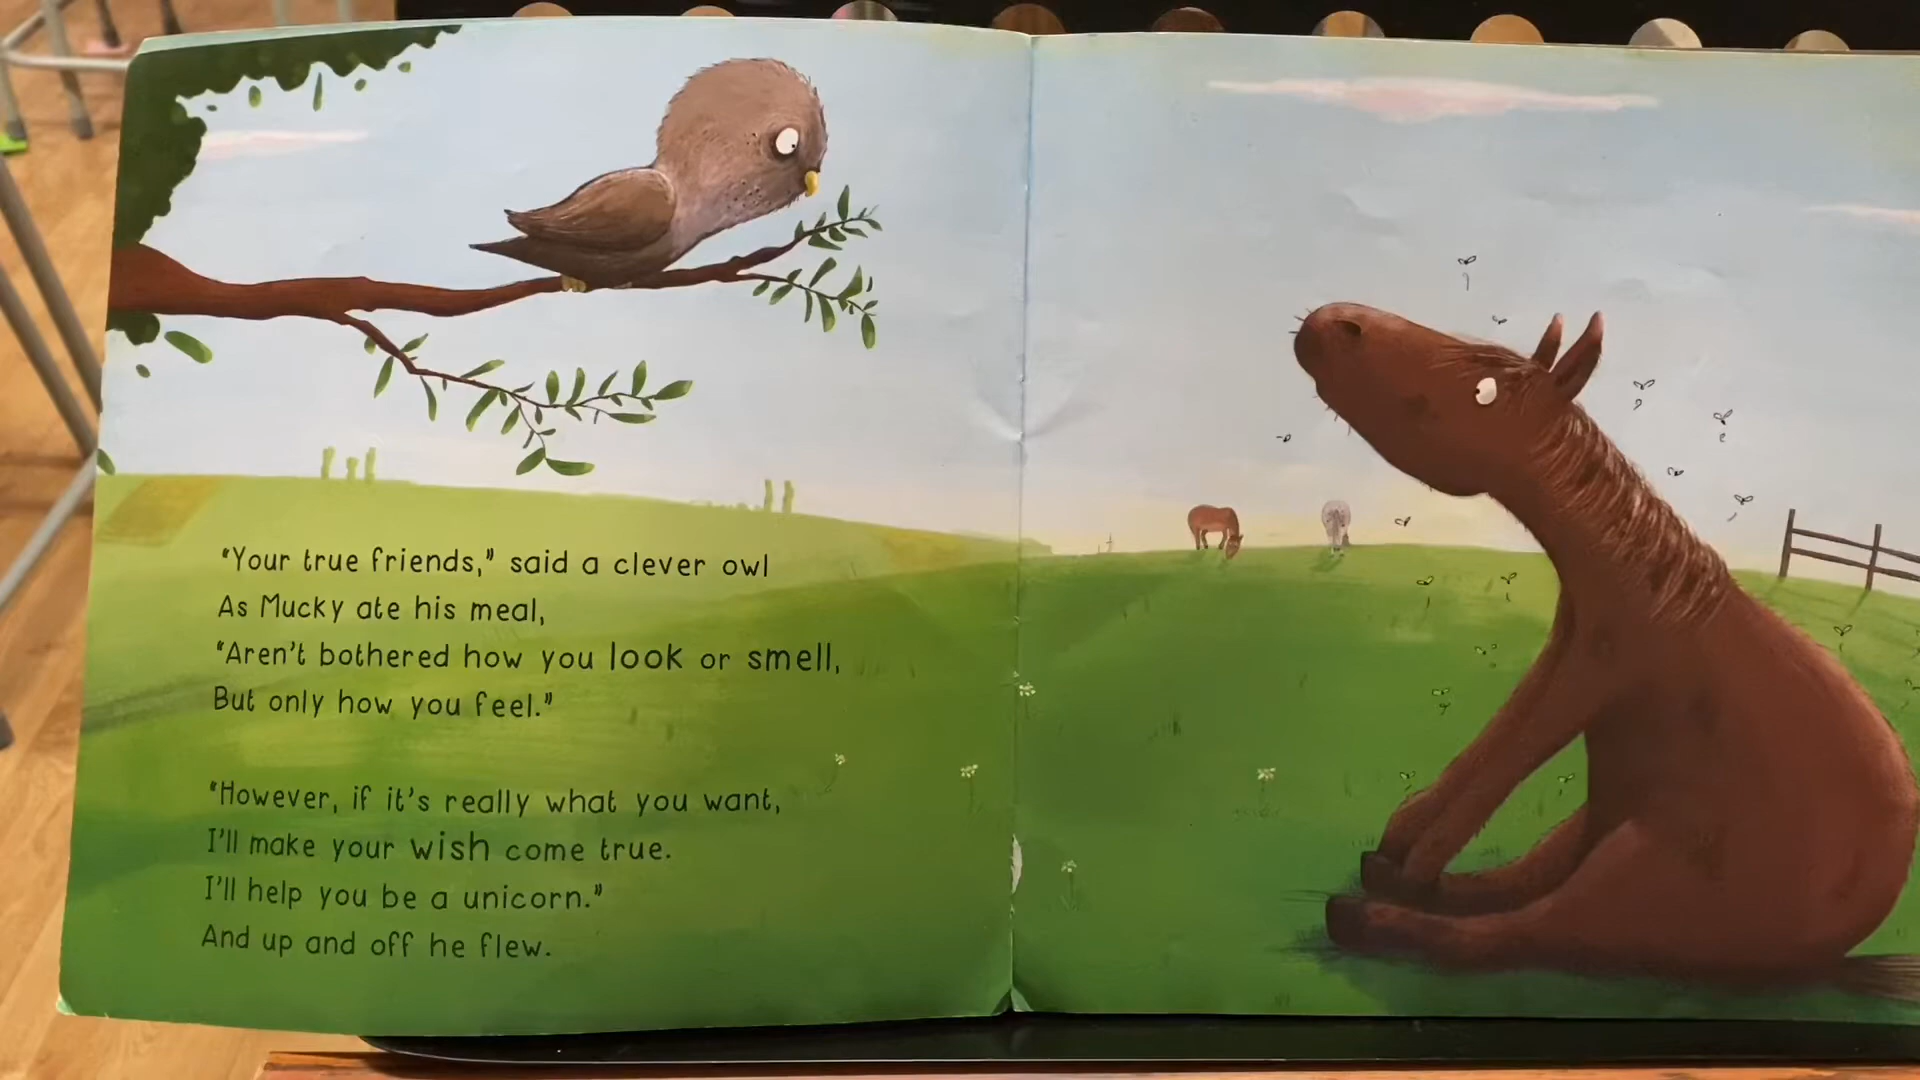 “Your true friends,” said a clever owl
As Mucky ate his meal,
“Aren't bothered how you look or smell,
But only how you feel.”
“However, if it's really what you want,
I'll make your wish come true.
I'll help you be a unicorn.”
And up and off he flew.